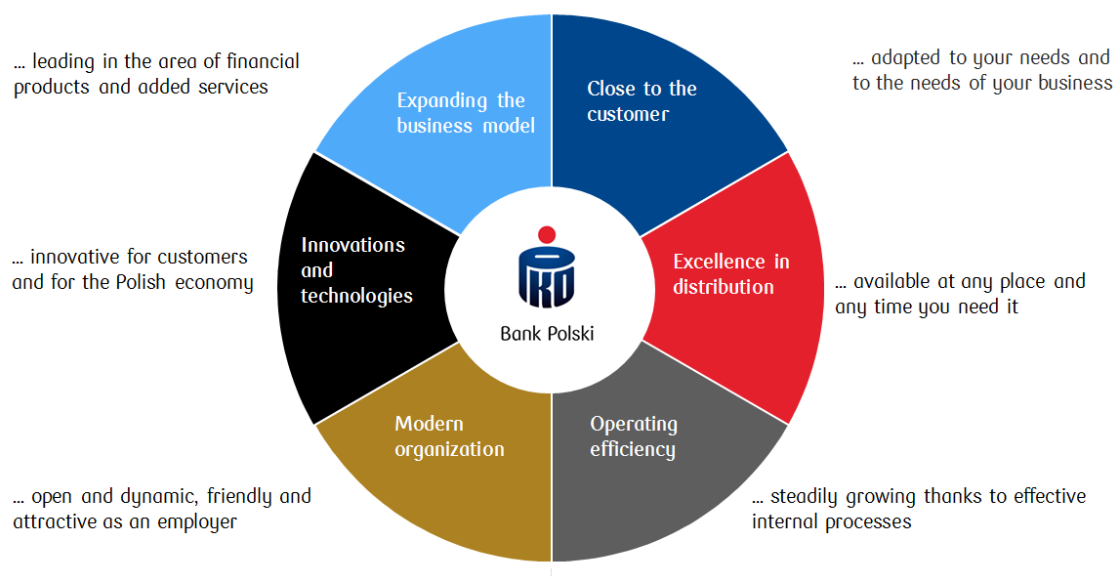 ... leading in the area of financial
products and added services
Expanding the
business model
Close to the
customer
... adapted to your needs and
to the needs of your business
... innovative for customers
and for the Polish economy
Innovations
and
technologies
PKO
Bank Polski
Excellence in
distribution
... available at any place and
any time you need it
... open and dynamic, friendly and
attractive as an employer
Modern
organization
Operating
efficiency
... steadily growing thanks to effective
internal processes